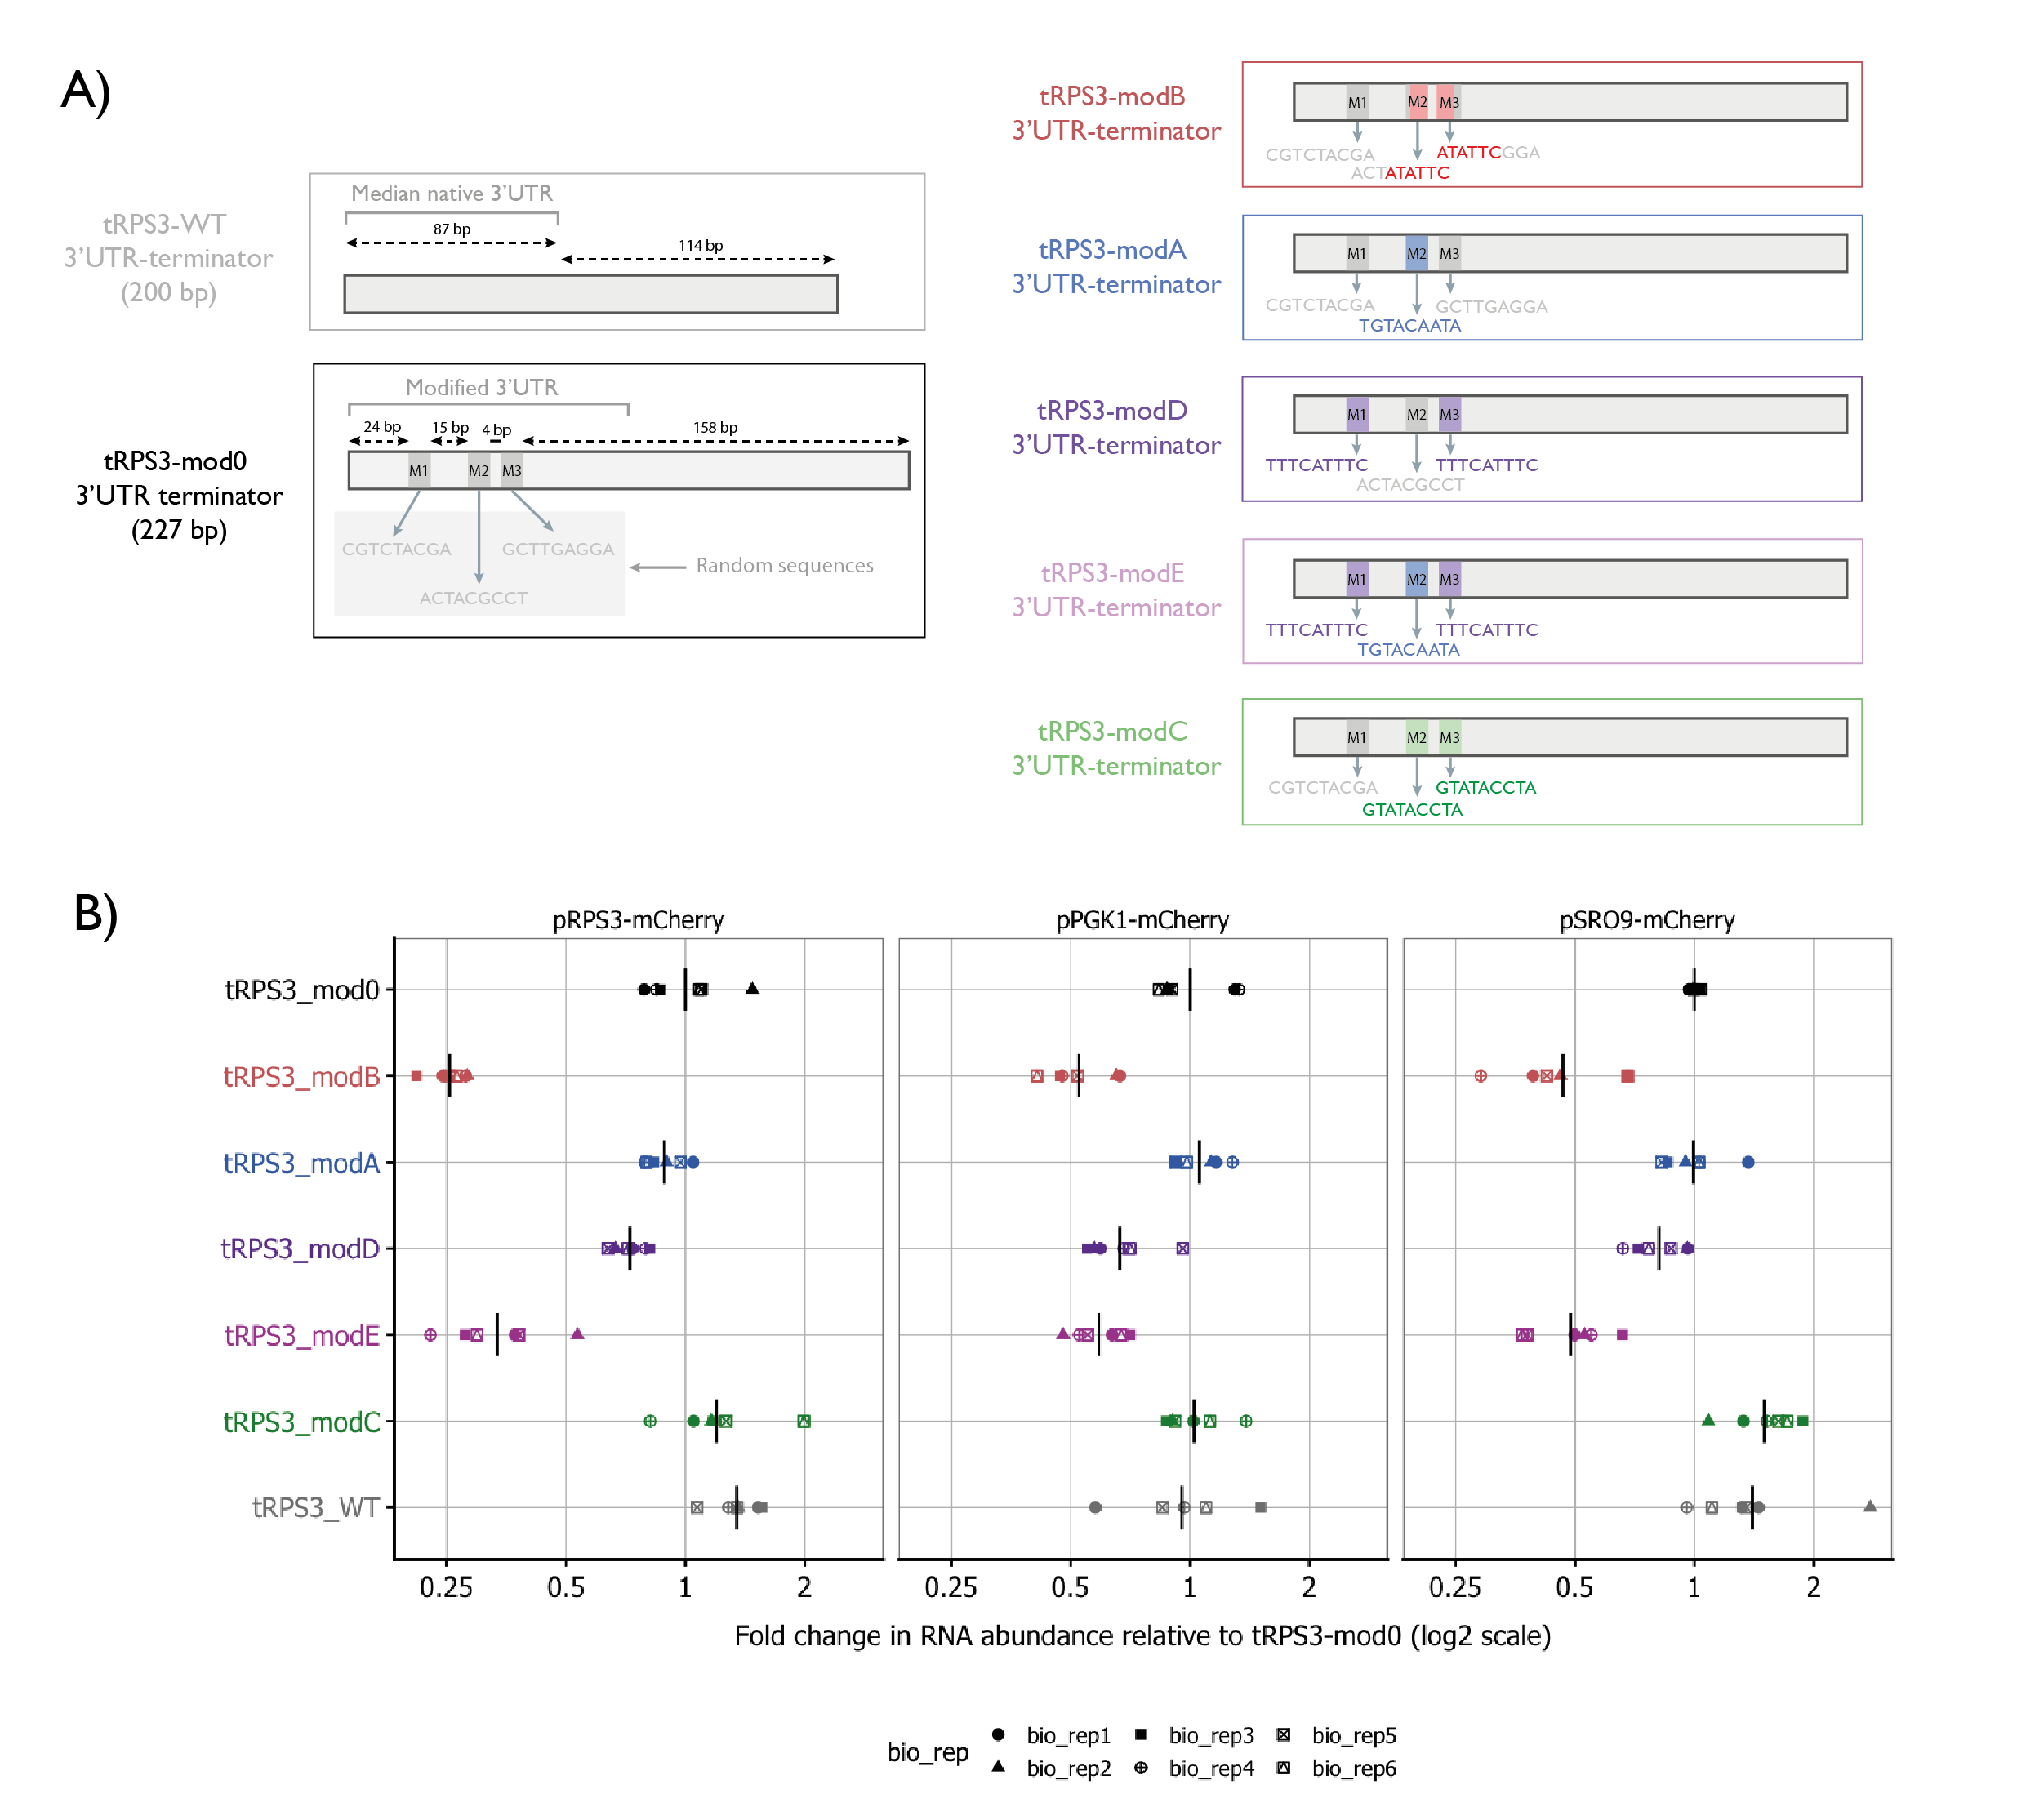 A)
tRPS3-WT
3'UTR-terminator
(200 bp)
Median native 3'UTR
87 bp
114 bp
tRPS3-mod0
3'UTR terminator
(227 bp)
Modified 3'UTR
24 bp
15 bp
4 bp
158 bp
M1
M2
M3
CGTCTACGA
GCTTGAGGA
ACTACGCCT
Random sequences
tRPS3-modB
3'UTR-terminator
M1
M2
M3
CGTCTACGA
ATATTCGGA
ACTATATTC
tRPS3-modA
3'UTR-terminator
M1
M2
M3
CGTCTACGA
GCTTGAGGA
TGTACAATA
tRPS3-modD
3'UTR-terminator
M1
M2
M3
TTTCATTTC
TTTCATTTC
ACTACGCCT
tRPS3-modE
3'UTR-terminator
M1
M2
M3
TTTCATTTC
TTTCATTTC
TGTACAATA
tRPS3-modC
3'UTR-terminator
M1
M2
M3
CGTCTACGA
GTATACCTA
GTATACCTA
B)
pRPS3-mCherry
pPGK1-mCherry
pSRO9-mCherry
tRPS3_mod0
tRPS3_modB
tRPS3_modA
tRPS3_modD
tRPS3_modE
tRPS3_modC
tRPS3_WT
0.25 0.5 1 2
0.25 0.5 1 2
0.25 0.5 1 2
Fold change in RNA abundance relative to tRPS3-mod0 (log2 scale)
bio_rep
bio_rep1
bio_rep3
bio_rep5
bio_rep2
bio_rep4
bio_rep6